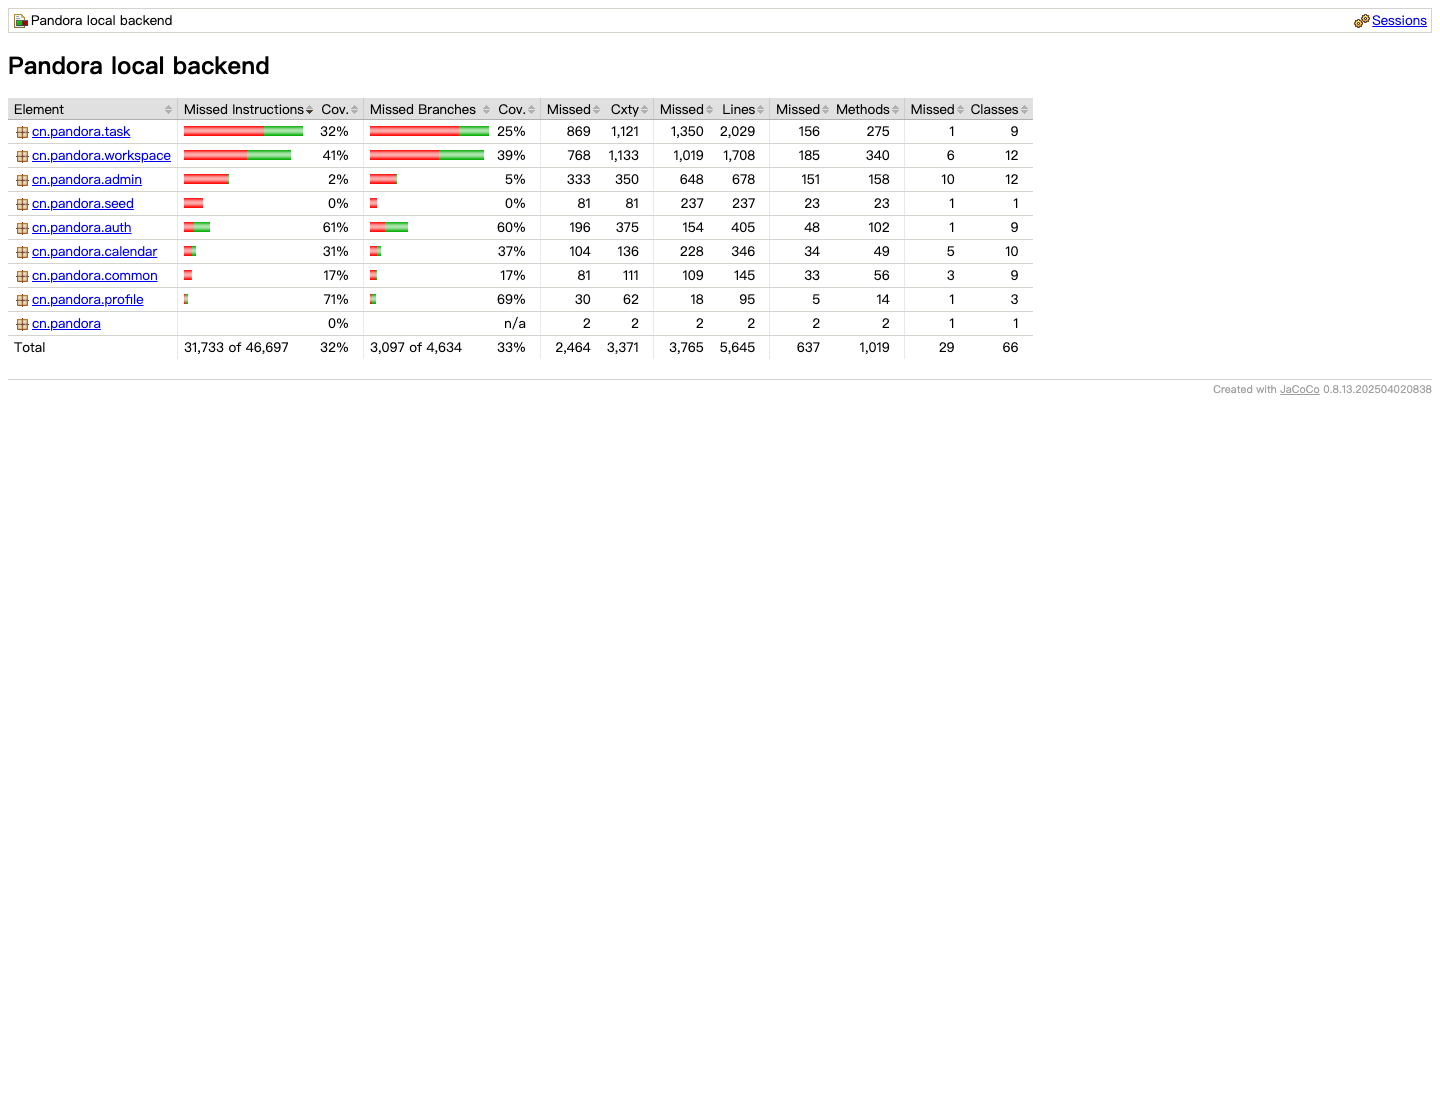 Pandora local backend Sessions
Pandora local backend
Element Missed Instructions Cov. Missed Branches Cov. Missed Cxty Missed Lines Missed Methods Missed Classes
cn.pandora.task 32% 25% 869 1,121 1,350 2,029 156 275 1 9
cn.pandora.workspace 41% 39% 768 1,133 1,019 1,708 185 340 6 12
cn.pandora.admin 2% 5% 333 350 648 678 151 158 10 12
cn.pandora.seed 0% 0% 81 81 237 237 23 23 1 1
cn.pandora.auth 61% 60% 196 375 154 405 48 102 1 9
cn.pandora.calendar 31% 37% 104 136 228 346 34 49 5 10
cn.pandora.common 17% 17% 81 111 109 145 33 56 3 9
cn.pandora.profile 71% 69% 30 62 18 95 5 14 1 3
cn.pandora 0% n/a 2 2 2 2 2 2 1 1
Total 31,733 of 46,697 32% 3,097 of 4,634 33% 2,464 3,371 3,765 5,645 637 1,019 29 66
Created with JaCoCo 0.8.13.202504020838